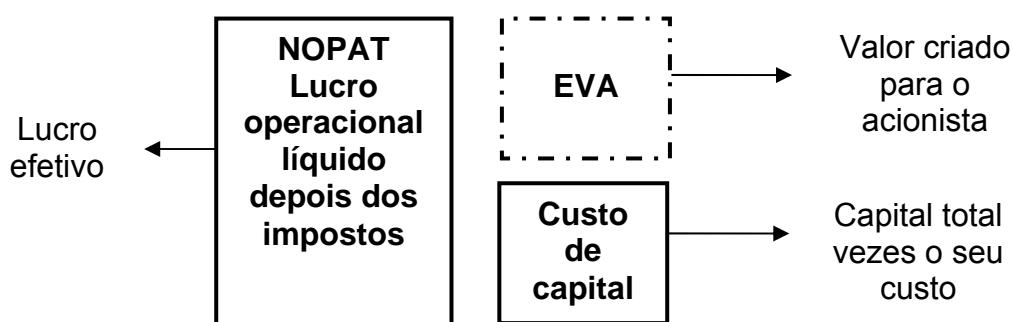 Lucro
efetivo
NOPAT
Lucro
operacional
líquido
depois dos
impostos
EVA
Valor criado
para o
acionista
Custo
de
capital
Capital total
vezes o seu
custo